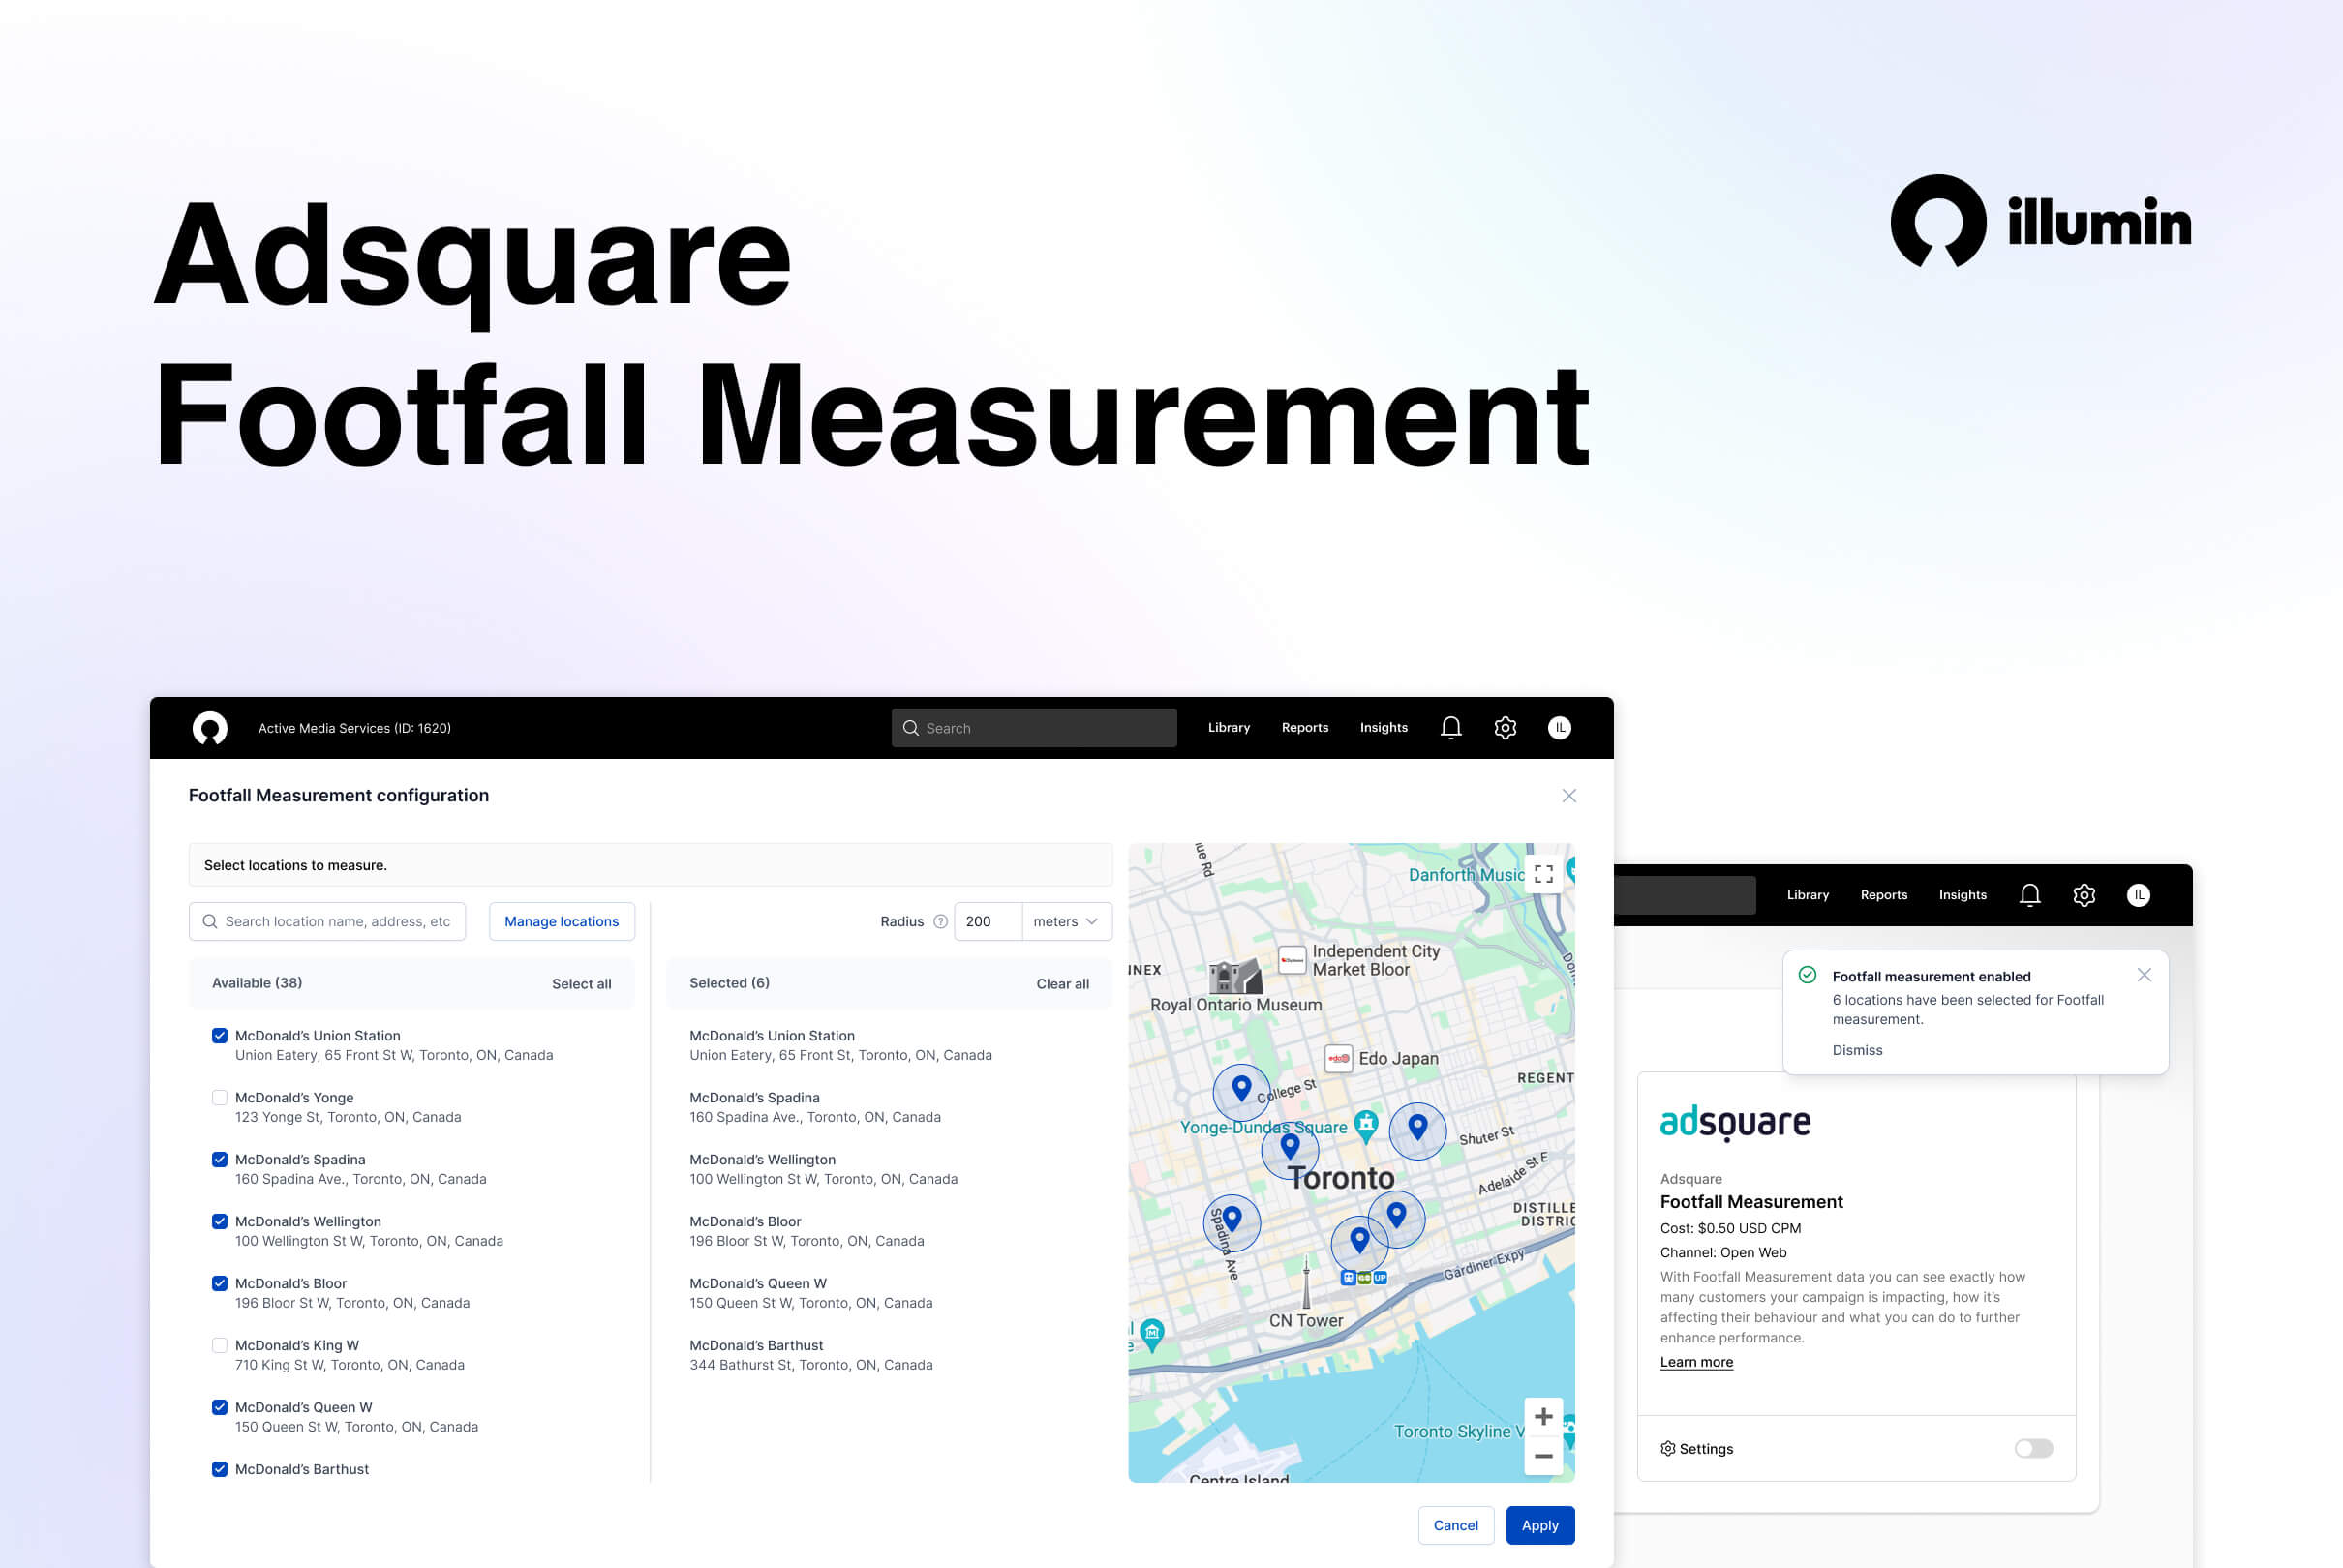 Adsquare
Footfall Measurement
illumin
Active Media Services (ID: 1620)
Search
Library
Reports
Insights
IL
Footfall Measurement configuration
Select locations to measure.
Search location name, address, etc
Manage locations
Radius
?
200
meters
Available (38)
Select all
McDonald's Union Station
Union Eatery, 65 Front St W, Toronto, ON, Canada
McDonald's Yonge
123 Yonge St, Toronto, ON, Canada
McDonald's Spadina
160 Spadina Ave., Toronto, ON, Canada
McDonald's Wellington
100 Wellington St W, Toronto, ON, Canada
McDonald's Bloor
196 Bloor St W, Toronto, ON, Canada
McDonald's King W
710 King St W, Toronto, ON, Canada
McDonald's Queen W
150 Queen St W, Toronto, ON, Canada
McDonald's Barthust
Selected (6)
Clear all
McDonald's Union Station
Union Eatery, 65 Front St, Toronto, ON, Canada
McDonald's Spadina
160 Spadina Ave., Toronto, ON, Canada
McDonald's Wellington
100 Wellington St W, Toronto, ON, Canada
McDonald's Bloor
196 Bloor St W, Toronto, ON, Canada
McDonald's Queen W
150 Queen St W, Toronto, ON, Canada
McDonald's Barthust
344 Bathurst St, Toronto, ON, Canada
ue Rd
Danforth Music
Independent City
Market Bloor
NNEX
Royal Ontario Museum
Edo Japan
REGENT
College St
Yonge-Dundas Square
Shuter St
Toronto
Adelaide St E
Spadina Ave.
DISTILLE
DISTRIC
Gardiner Expy
GO
UP
CN Tower
Toronto Skyline V
Centre Island
Cancel
Apply
Library
Reports
Insights
IL
Footfall measurement enabled
6 locations have been selected for Footfall
measurement.
Dismiss
adsquare
Adsquare
Footfall Measurement
Cost: $0.50 USD CPM
Channel: Open Web
With Footfall Measurement data you can see exactly how
many customers your campaign is impacting, how it's
affecting their behaviour and what you can do to further
enhance performance.
Learn more
Settings